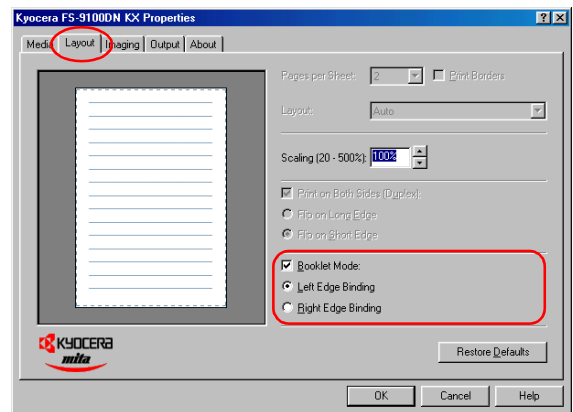 Kyocera FS-9100DN KX Properties
Media Layout Imaging Output About
Pages per Sheet: 2 Print Borders
Layout: Auto
Scaling (20 - 500%): 100%
Print on Both Sides (Duplex):
Flip on Long Edge
Flip on Short Edge
Booklet Mode:
Left Edge Binding
Right Edge Binding
KYOCERA
mita
Restore Defaults
OK Cancel Help